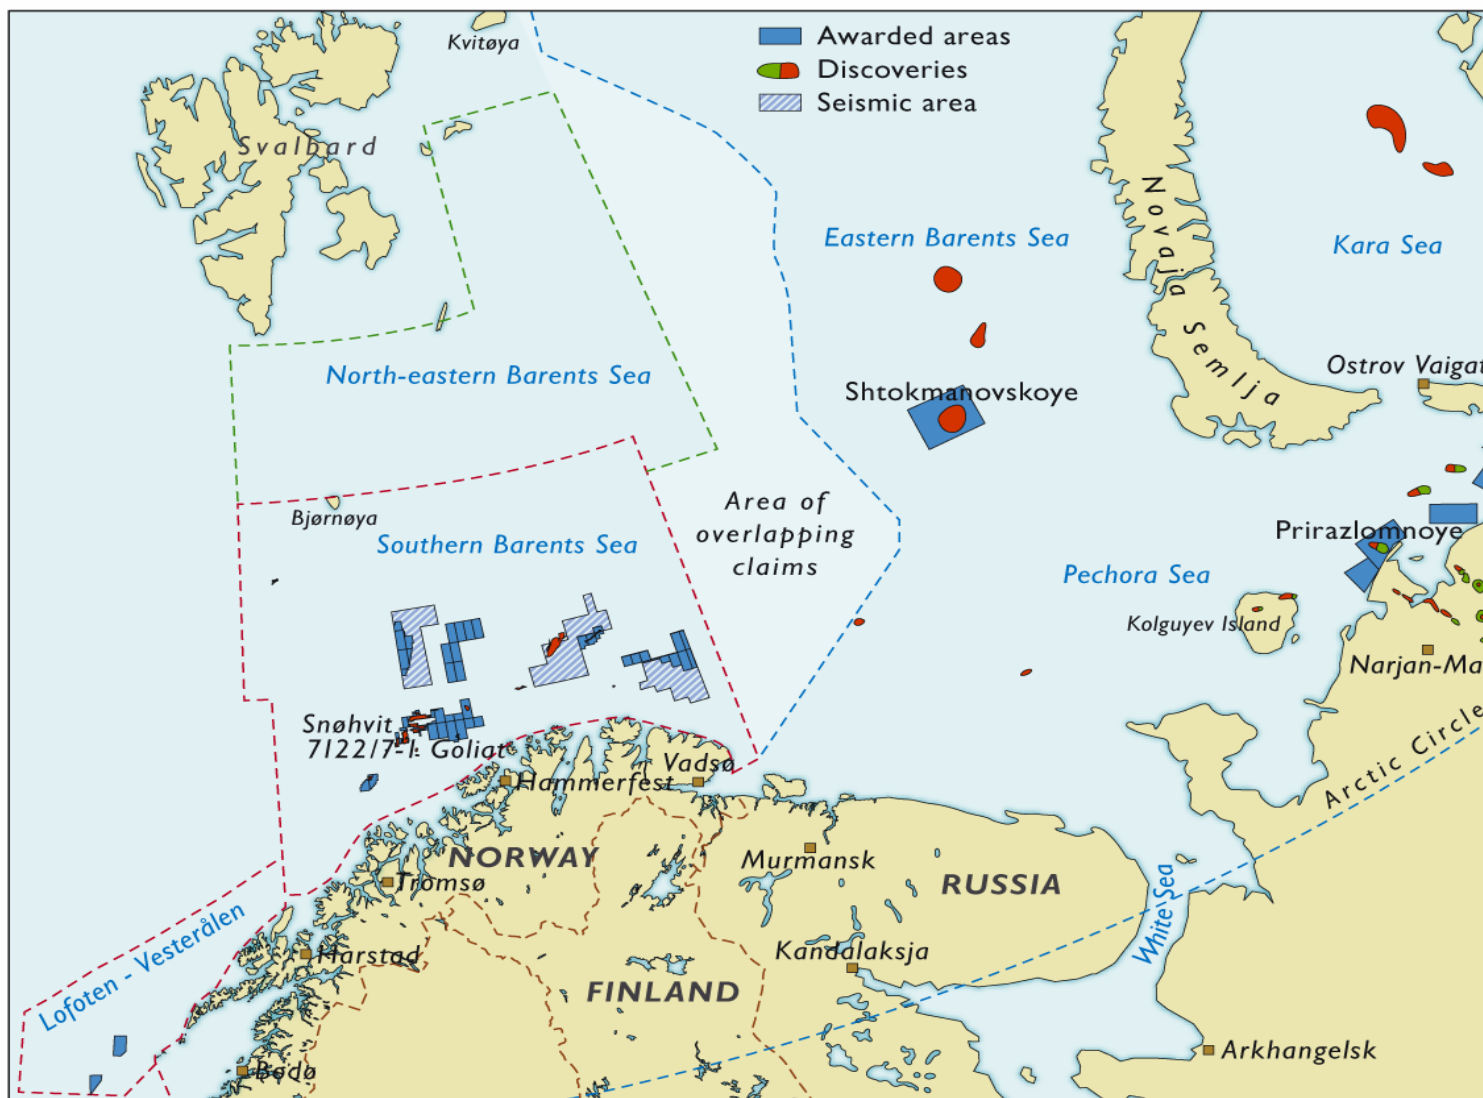 Kvitøya
Awarded areas
Discoveries
Seismic area
Svalbard
Novaja Semlja
Eastern Barents Sea
Kara Sea
North-eastern Barents Sea
Ostrov Vaigat
Shtokmanovskoye
Bjørnøya
Area of
overlapping
claims
Southern Barents Sea
Prirazlomnoye
Pechora Sea
Kolguyev Island
Narjan-Ma
Snøhvit
7122/7-1 Goliat
Arctic Circle
Vadsø
Hammerfest
NORWAY
Murmansk
Tromsø
RUSSIA
White Sea
Lofoten - Vesterålen
Harstad
Kandalaksja
FINLAND
Bodø
Arkhangelsk